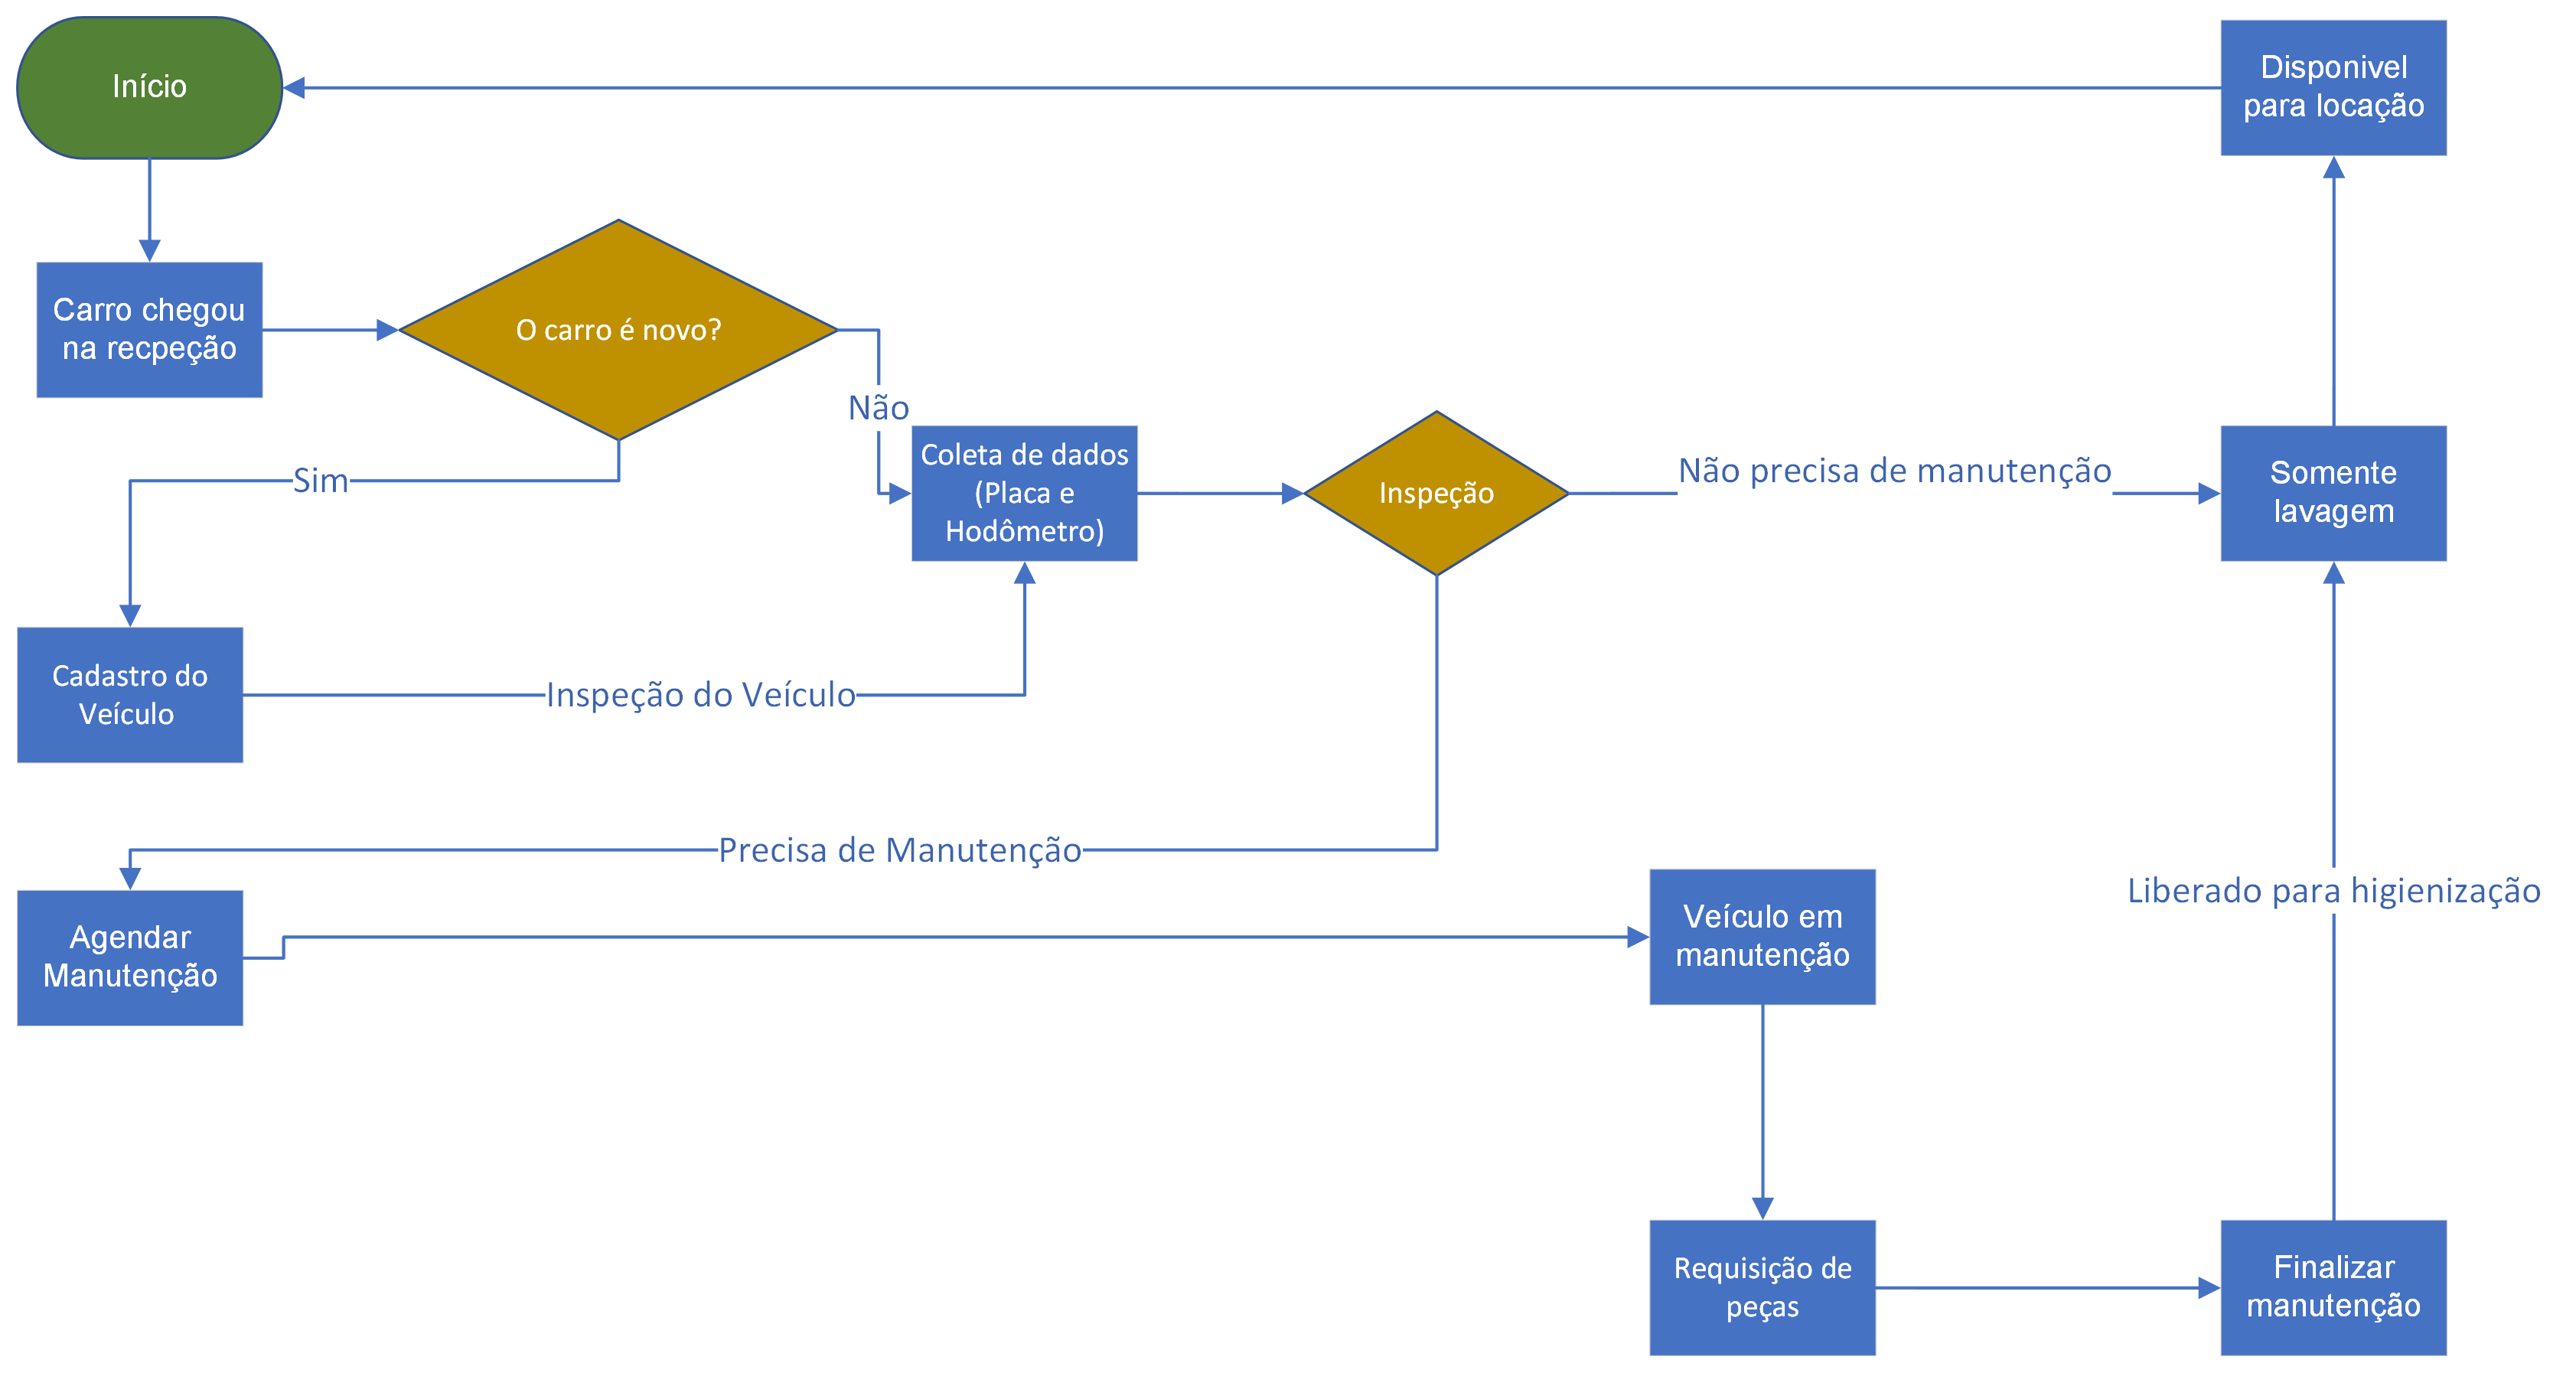 Início
Disponivel
para locação
Carro chegou
na recpeção
O carro é novo?
Não
Sim
Coleta de dados
(Placa e
Hodômetro)
Inspeção
Não precisa de manutenção
Somente
lavagem
Cadastro do
Veículo
Inspeção do Veículo
Precisa de Manutenção
Agendar
Manutenção
Veículo em
manutenção
Liberado para higienização
Requisição de
peças
Finalizar
manutenção